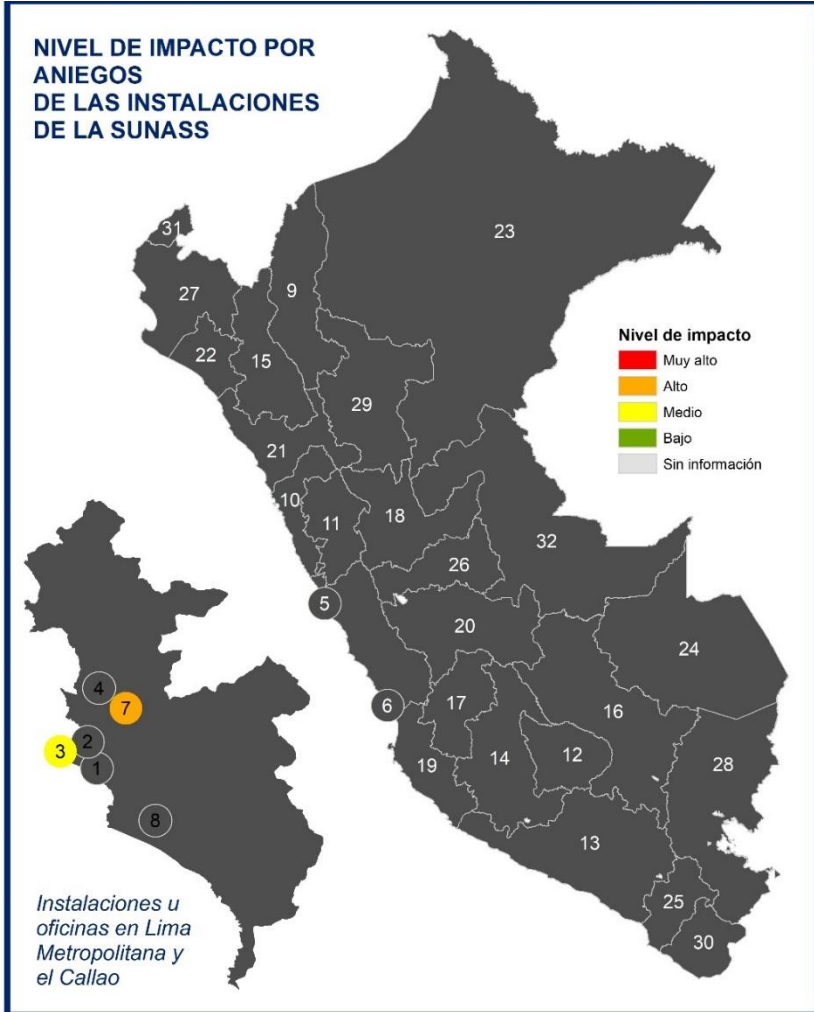 NIVEL DE IMPACTO POR
ANIEGOS
DE LAS INSTALACIONES
DE LA SUNASS
31
23
27
9
22
15
29
21
10
11
18
32
26
5
20
24
6
17
16
19
14
12
28
13
25
30
Nivel de impacto
Muy alto
Alto
Medio
Bajo
Sin información
4
7
2
3
1
8
Instalaciones u
oficinas en Lima
Metropolitana y
el Callao